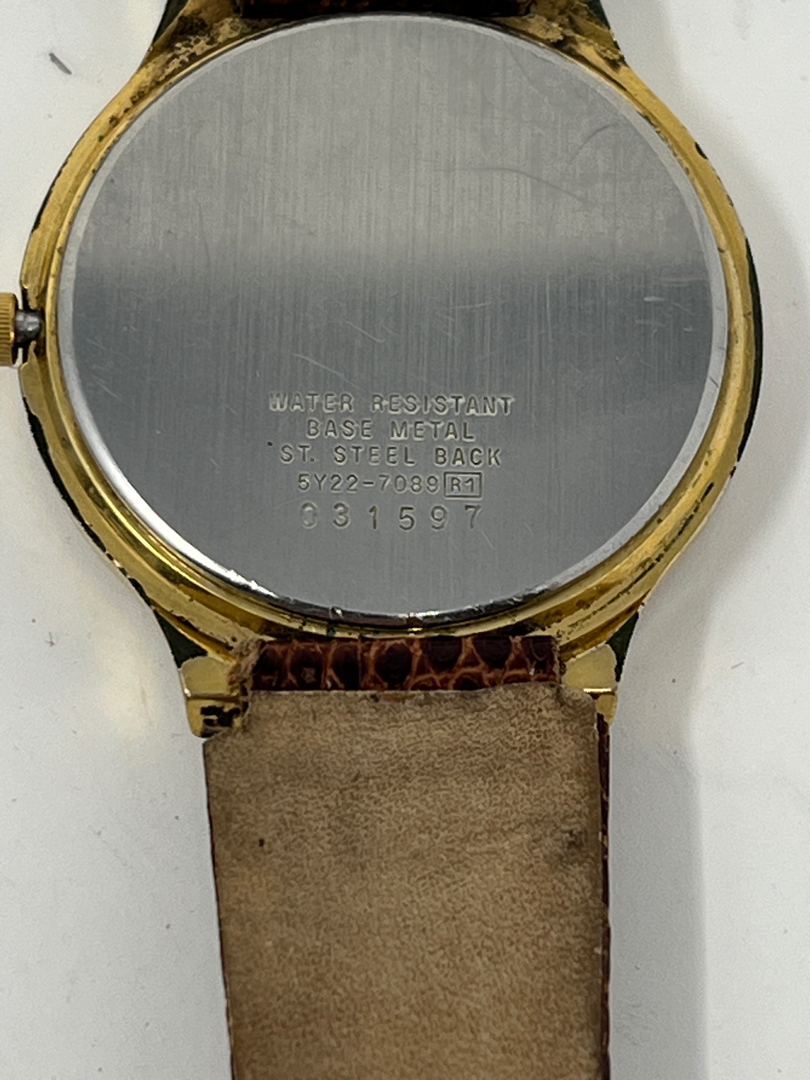 WATER RESISTANT
BASE METAL
ST. STEEL BACK
5Y22-7089 R1
031597